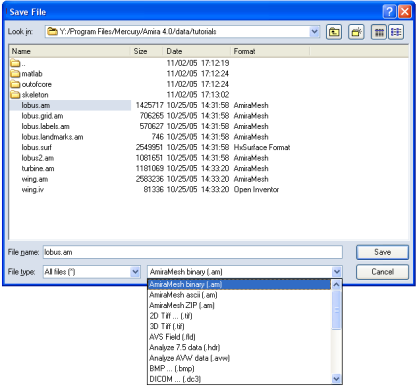 Save File
Look in: Y:/Program Files/Mercury/Amira 4.0/data/tutorials
Name Size Date Format
.. 11/02/05 17:12:19
matlab 11/02/05 17:12:24
outofcore 11/02/05 17:12:24
skeleton 11/02/05 17:13:02
lobus.am 1425717 10/25/05 14:31:58 AmiraMesh
lobus.grid.am 706265 10/25/05 14:31:58 AmiraMesh
lobus.labels.am 570627 10/25/05 14:31:58 AmiraMesh
lobus.landmarks.am 746 10/25/05 14:31:58 AmiraMesh
lobus.surf 2549951 10/25/05 14:31:58 HxSurface Format
lobus2.am 1081651 10/25/05 14:31:58 AmiraMesh
turbine.am 1181069 10/25/05 14:33:20 AmiraMesh
wing.am 2583236 10/25/05 14:33:20 AmiraMesh
wing.iv 81336 10/25/05 14:33:20 Open Inventor
File name: lobus.am Save
File type: All files (*) AmiraMesh binary (.am) Cancel
AmiraMesh binary (.am)
AmiraMesh ascii (.am)
AmiraMesh ZIP (.am)
2D Tiff ... (.tif)
3D Tiff (.tif)
AVS Field (.fld)
Analyze 7.5 data (.hdr)
Analyze AVW data (.avw)
BMP ... (.bmp)
DICOM ... (.dc3)